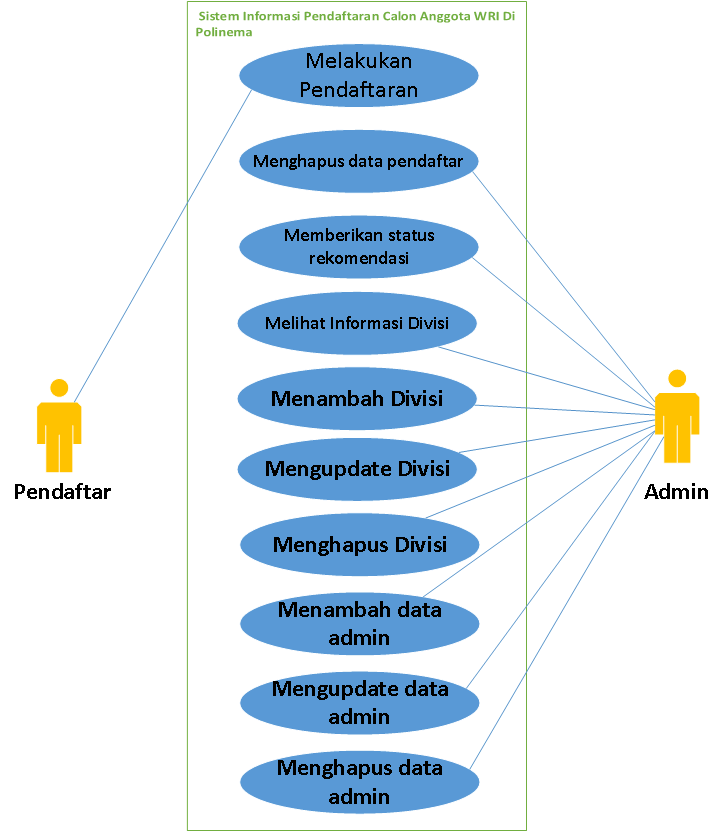 Sistem Informasi Pendaftaran Calon Anggota WRI Di
Polinema
Melakukan
Pendaftaran
Menghapus data pendaftar
Memberikan status
rekomendasi
Melihat Informasi Divisi
Menambah Divisi
Mengupdate Divisi
Pendaftar
Admin
Menghapus Divisi
Menambah data
admin
Mengupdate data
admin
Menghapus data
admin